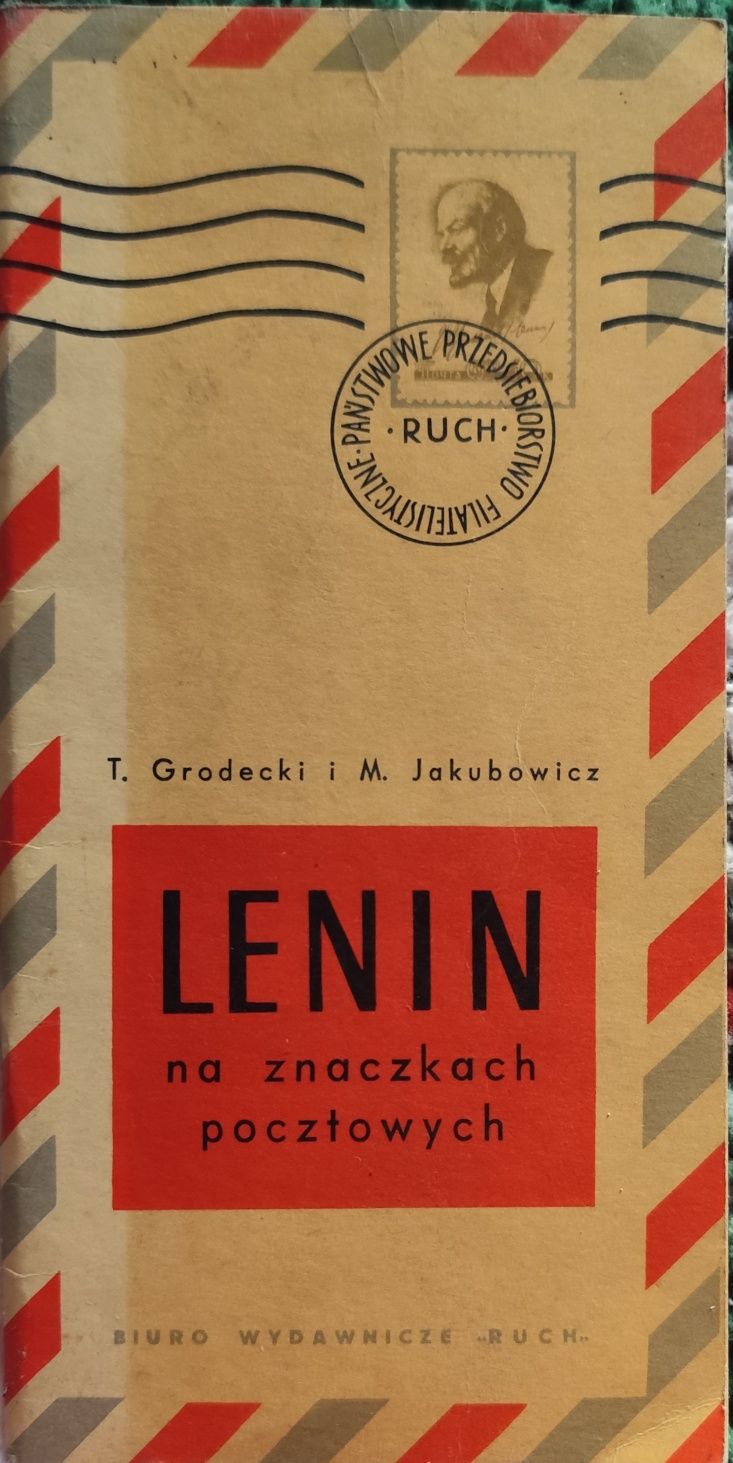 PAŃSTWOWE PRZEDSIĘBIORSTWO FILATELISTYCZNE
·RUCH·
T. Grodecki i M. Jakubowicz
LENIN
na znaczkach
pocztowych
BIURO WYDAWNICZE „RUCH”